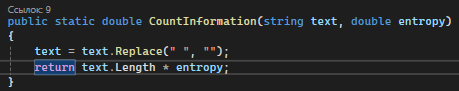 Ссылок: 9
public static double CountInformation(string text, double entropy)
{
text = text.Replace(" ", "");
return text.Length * entropy;
}